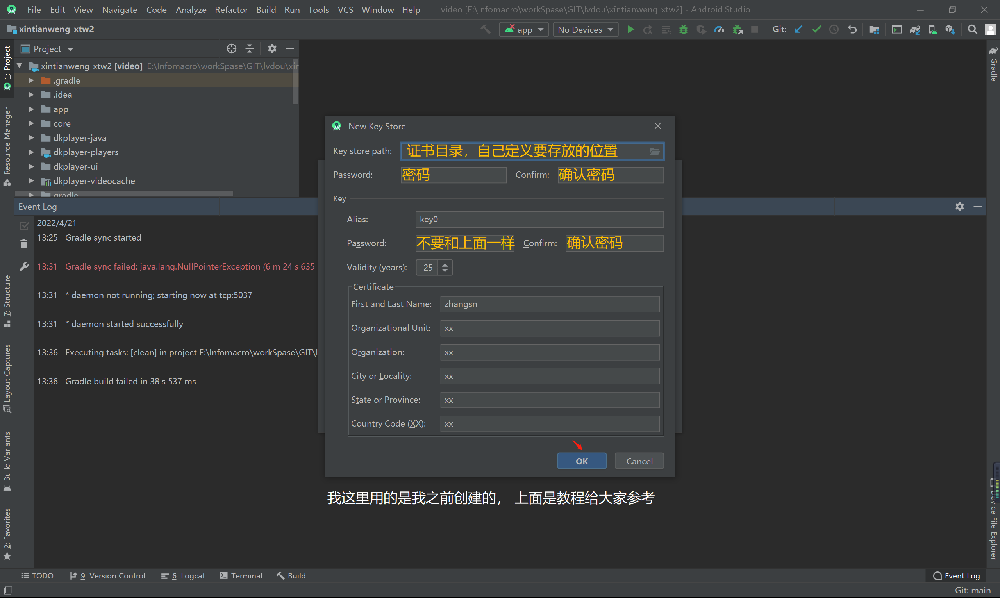 File Edit View Navigate Code Analyze Refactor Build Run Tools VCS Window Help video [E:\Infomacro\workSpase\GIT\lvdou\xintianweng_xtw2] - Android Studio
xintianweng_xtw2
app
No Devices
Git:
1: Project
Resource Manager
7: Structure
Layout Captures
Build Variants
2: Favorites
Project
xintianweng_xtw2 [video] E:\Infomacro\workSpase\GIT\lvdou\xin
.gradle
.idea
app
core
dkplayer-java
dkplayer-players
dkplayer-ui
dkplayer-videocache
gradle
Event Log
2022/4/21
13:25 Gradle sync started
13:31 Gradle sync failed: java.lang.NullPointerException (6 m 24 s 635
13:31 * daemon not running; starting now at tcp:5037
13:31 * daemon started successfully
13:36 Executing tasks: [clean] in project E:\Infomacro\workSpase\GIT\l
13:36 Gradle build failed in 38 s 537 ms
New Key Store
Key store path: 证书目录，自己定义要存放的位置
Password: 密码 Confirm: 确认密码
Key
Alias: key0
Password: 不要和上面一样 Confirm: 确认密码
Validity (years): 25
Certificate
First and Last Name: zhangsn
Organizational Unit: xx
Organization: xx
City or Locality: xx
State or Province: xx
Country Code (XX): xx
OK Cancel
我这里用的是我之前创建的， 上面是教程给大家参考
Gradle
Device File Explorer
TODO 9: Version Control 6: Logcat Terminal Build Event Log
Git: main